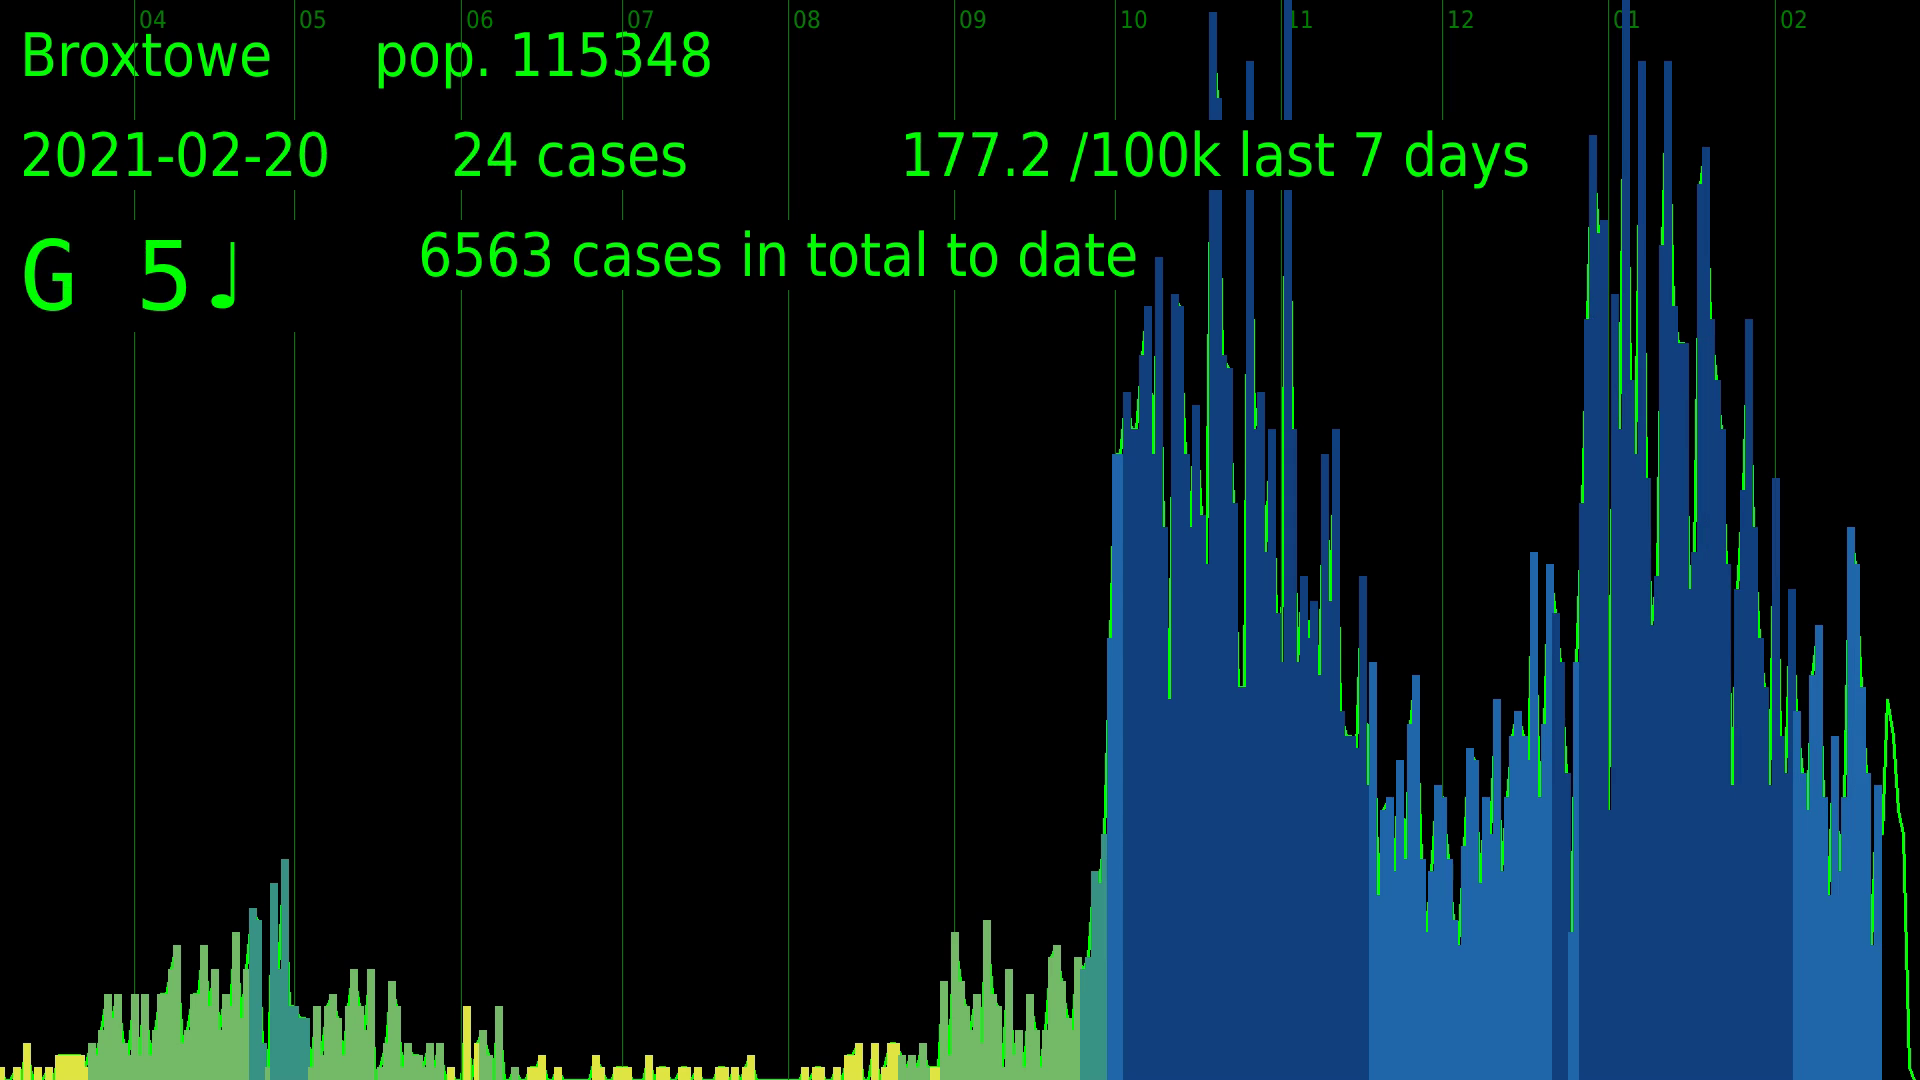 04 05 06 07 08 09 10 11 12 01 02
Broxtowe pop. 115348
2021-02-20 24 cases 177.2 /100k last 7 days
G 5♩ 6563 cases in total to date